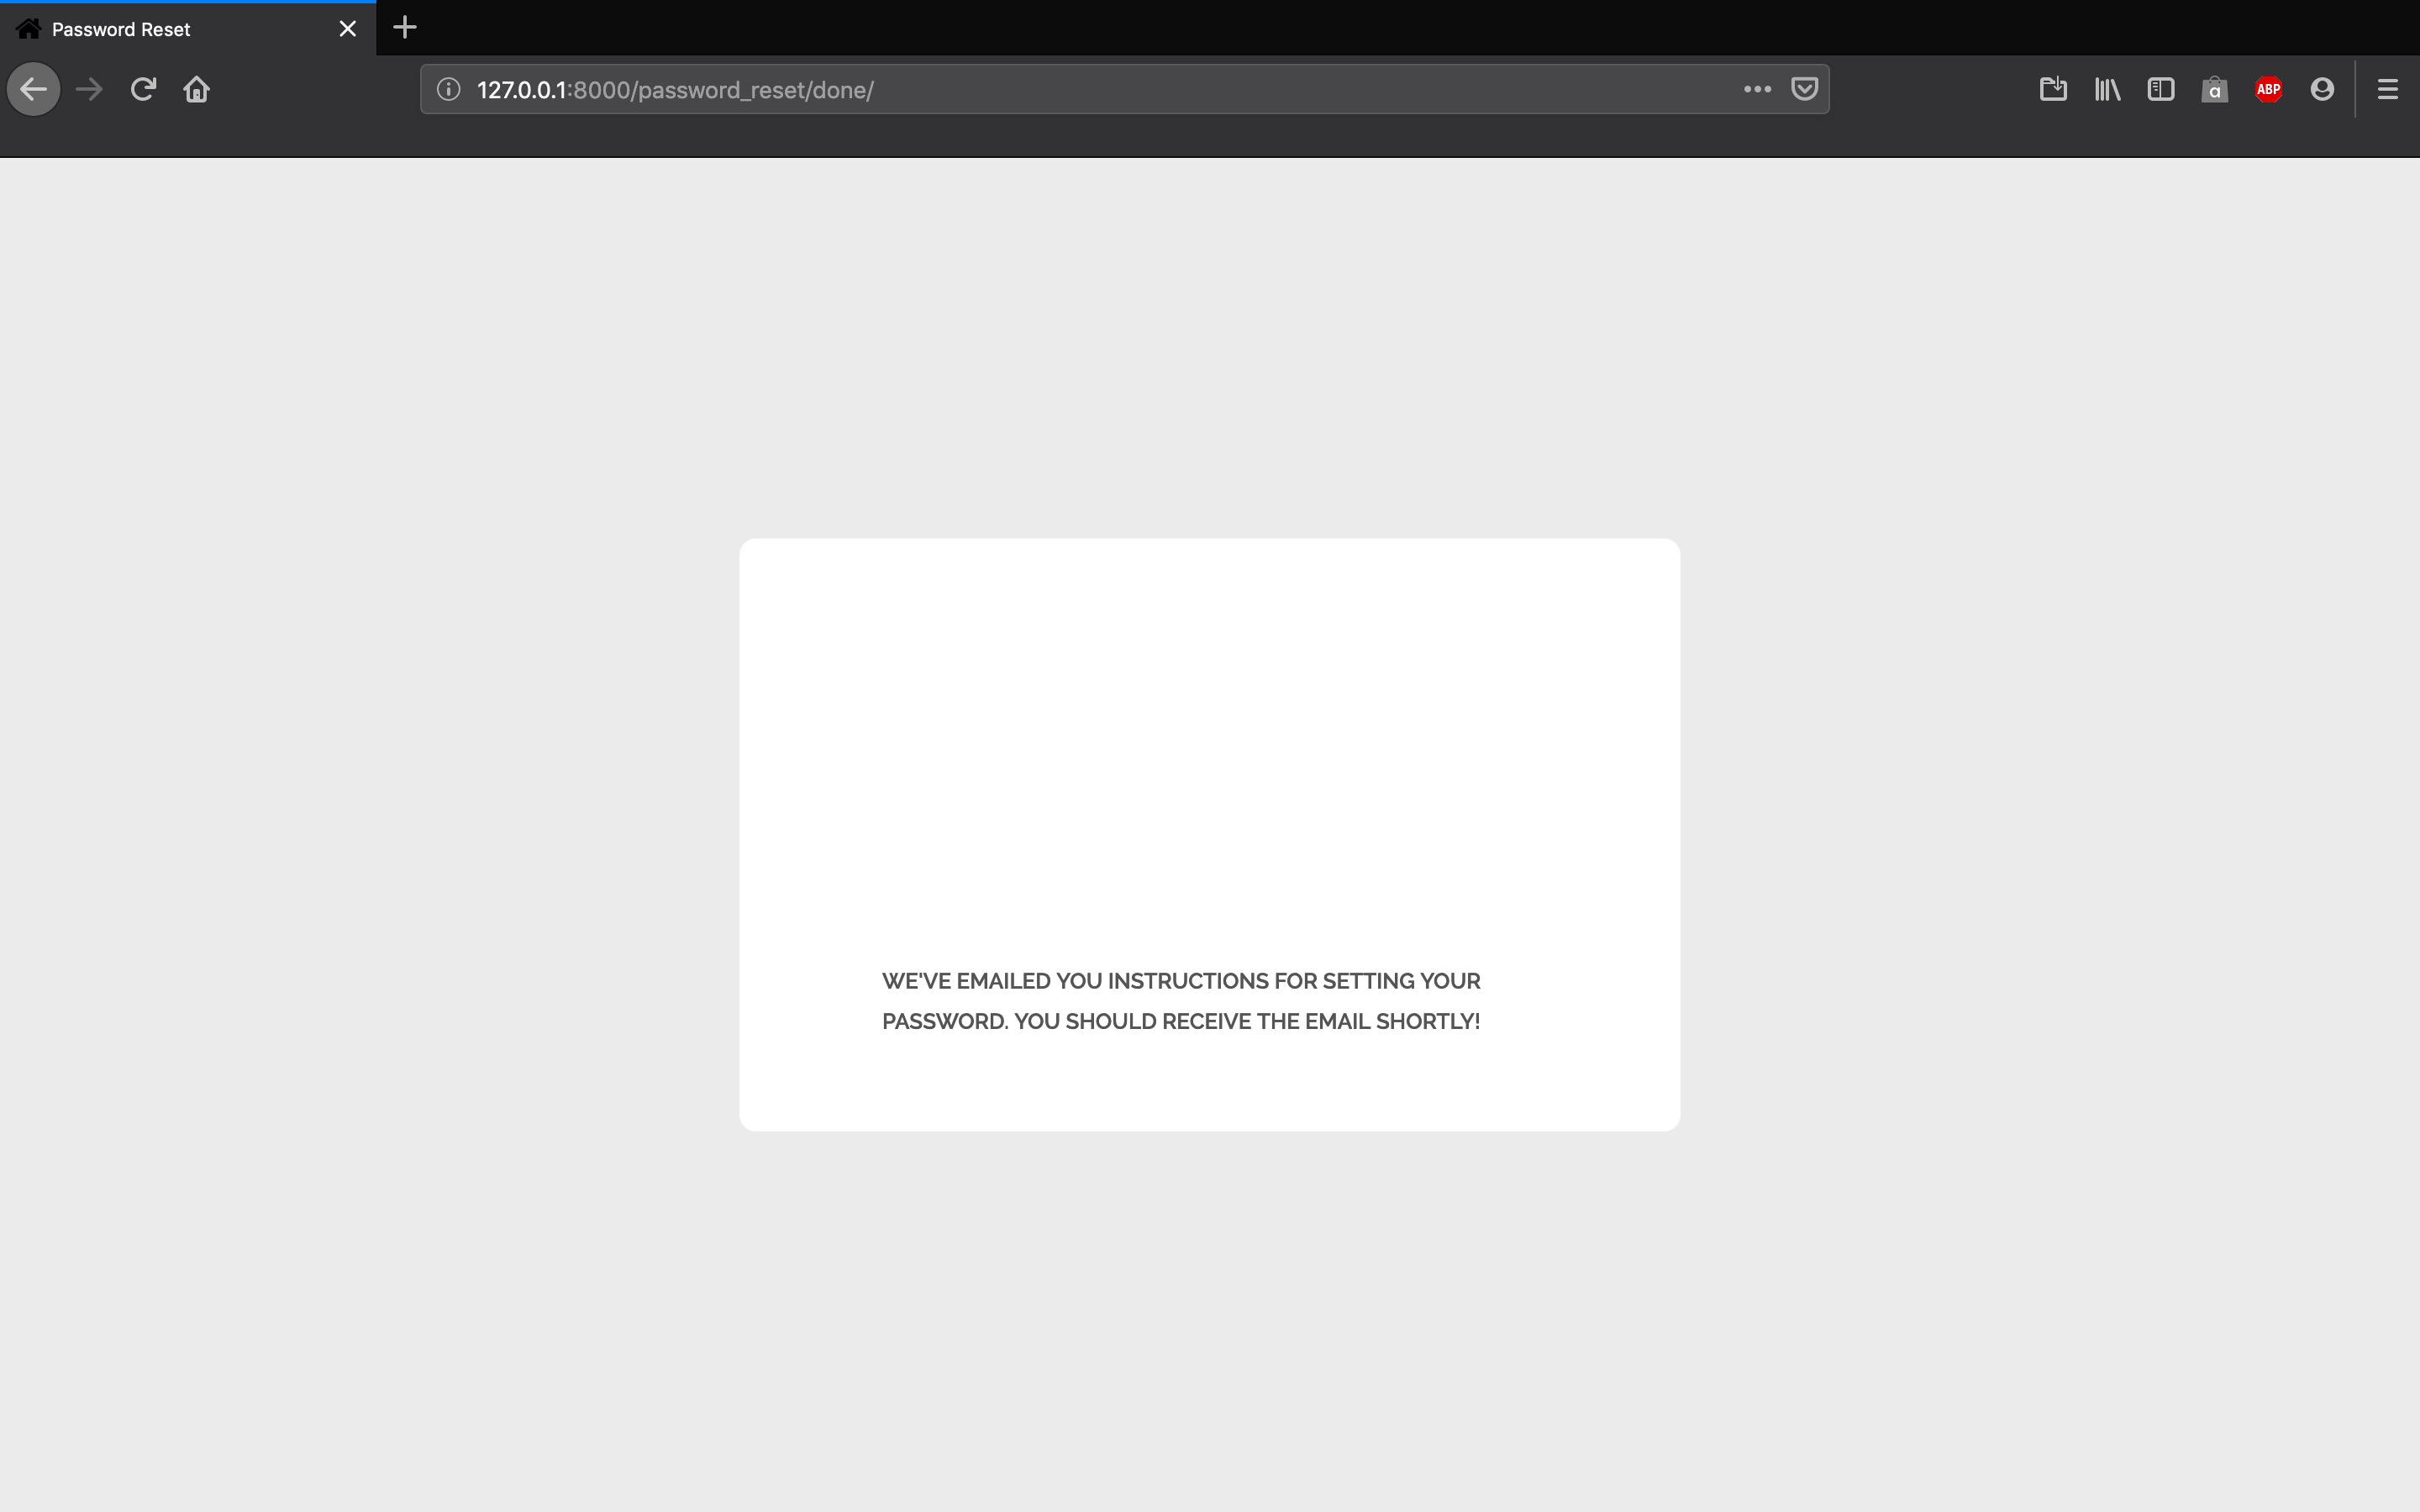 Password Reset
127.0.0.1:8000/password_reset/done/
a
ABP
WE'VE EMAILED YOU INSTRUCTIONS FOR SETTING YOUR
PASSWORD. YOU SHOULD RECEIVE THE EMAIL SHORTLY!